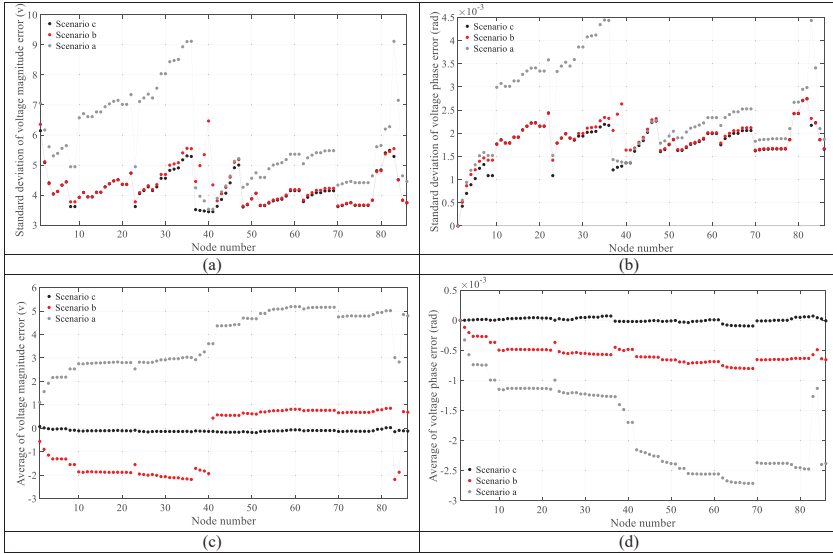 Standard deviation of voltage magnitude error (v)
10
9
8
7
6
5
4
3
Scenario c
Scenario b
Scenario a
10 20 30 40 50 60 70 80
Node number
(a)
Standard deviation of voltage phase error (rad)
×10⁻³
4.5
4
3.5
3
2.5
2
1.5
1
0.5
0
Scenario c
Scenario b
Scenario a
10 20 30 40 50 60 70 80
Node number
(b)
Average of voltage magnitude error (v)
6
5
4
3
2
1
0
-1
-2
-3
Scenario c
Scenario b
Scenario a
10 20 30 40 50 60 70 80
Node number
(c)
Average of voltage phase error (rad)
×10⁻³
0.5
0
-0.5
-1
-1.5
-2
-2.5
-3
Scenario c
Scenario b
Scenario a
10 20 30 40 50 60 70 80
Node number
(d)